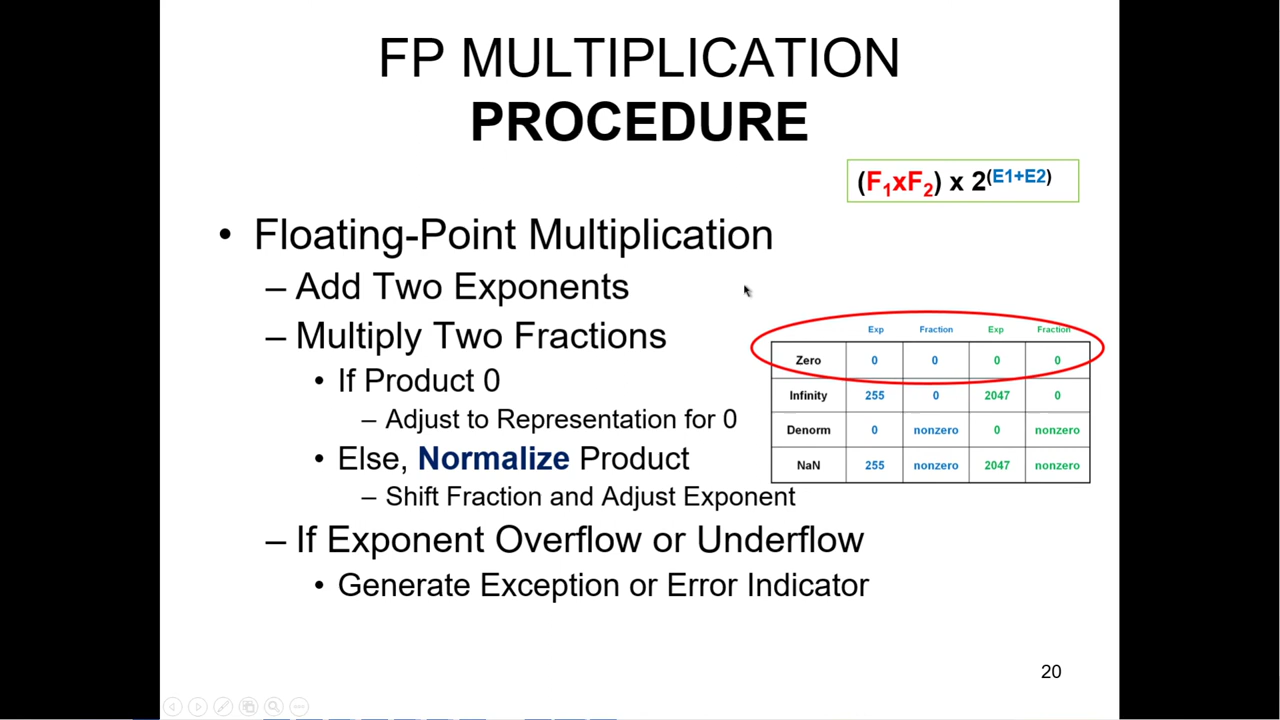 FP MULTIPLICATION
PROCEDURE
(F₁xF₂) x 2⁽ᴱ¹⁺ᴱ²⁾
• Floating-Point Multiplication
– Add Two Exponents
– Multiply Two Fractions
• If Product 0
– Adjust to Representation for 0
• Else, Normalize Product
– Shift Fraction and Adjust Exponent
– If Exponent Overflow or Underflow
• Generate Exception or Error Indicator
Exp Fraction Exp Fraction
Zero 0 0 0 0
Infinity 255 0 2047 0
Denorm 0 nonzero 0 nonzero
NaN 255 nonzero 2047 nonzero
20